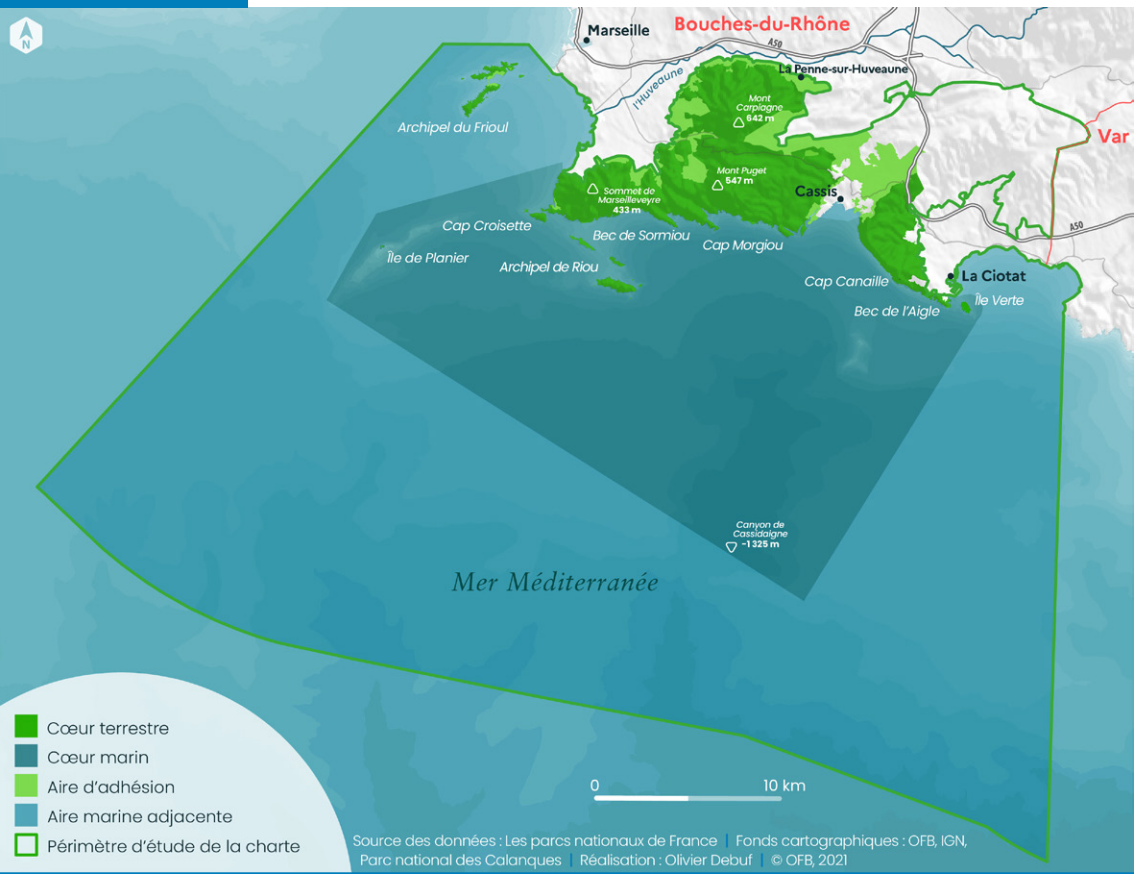 N
Marseille
Bouches-du-Rhône
A50
La Penne-sur-Huveaune
l'Huveaune
Mont
Carpiagne
642 m
Var
Archipel du Frioul
Mont Puget
547 m
Sommet de
Marseilleveyre
433 m
Cassis
Cap Croisette
Bec de Sormiou
Cap Morgiou
A50
Île de Planier
Archipel de Riou
Cap Canaille
La Ciotat
Île Verte
Bec de l'Aigle
Canyon de
Cassidaigne
-1 325 m
Mer Méditerranée
Cœur terrestre
Cœur marin
Aire d'adhésion
Aire marine adjacente
Périmètre d'étude de la charte
0 10 km
Source des données : Les parcs nationaux de France | Fonds cartographiques : OFB, IGN,
Parc national des Calanques | Réalisation : Olivier Debuf | © OFB, 2021